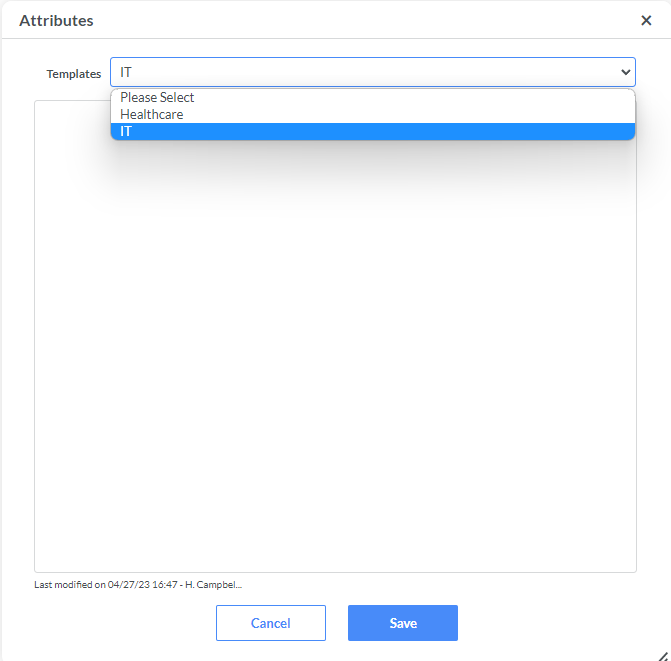 Attributes
Templates IT
Please Select
Healthcare
IT
Last modified on 04/27/23 16:47 - H. Campbel...
Cancel Save